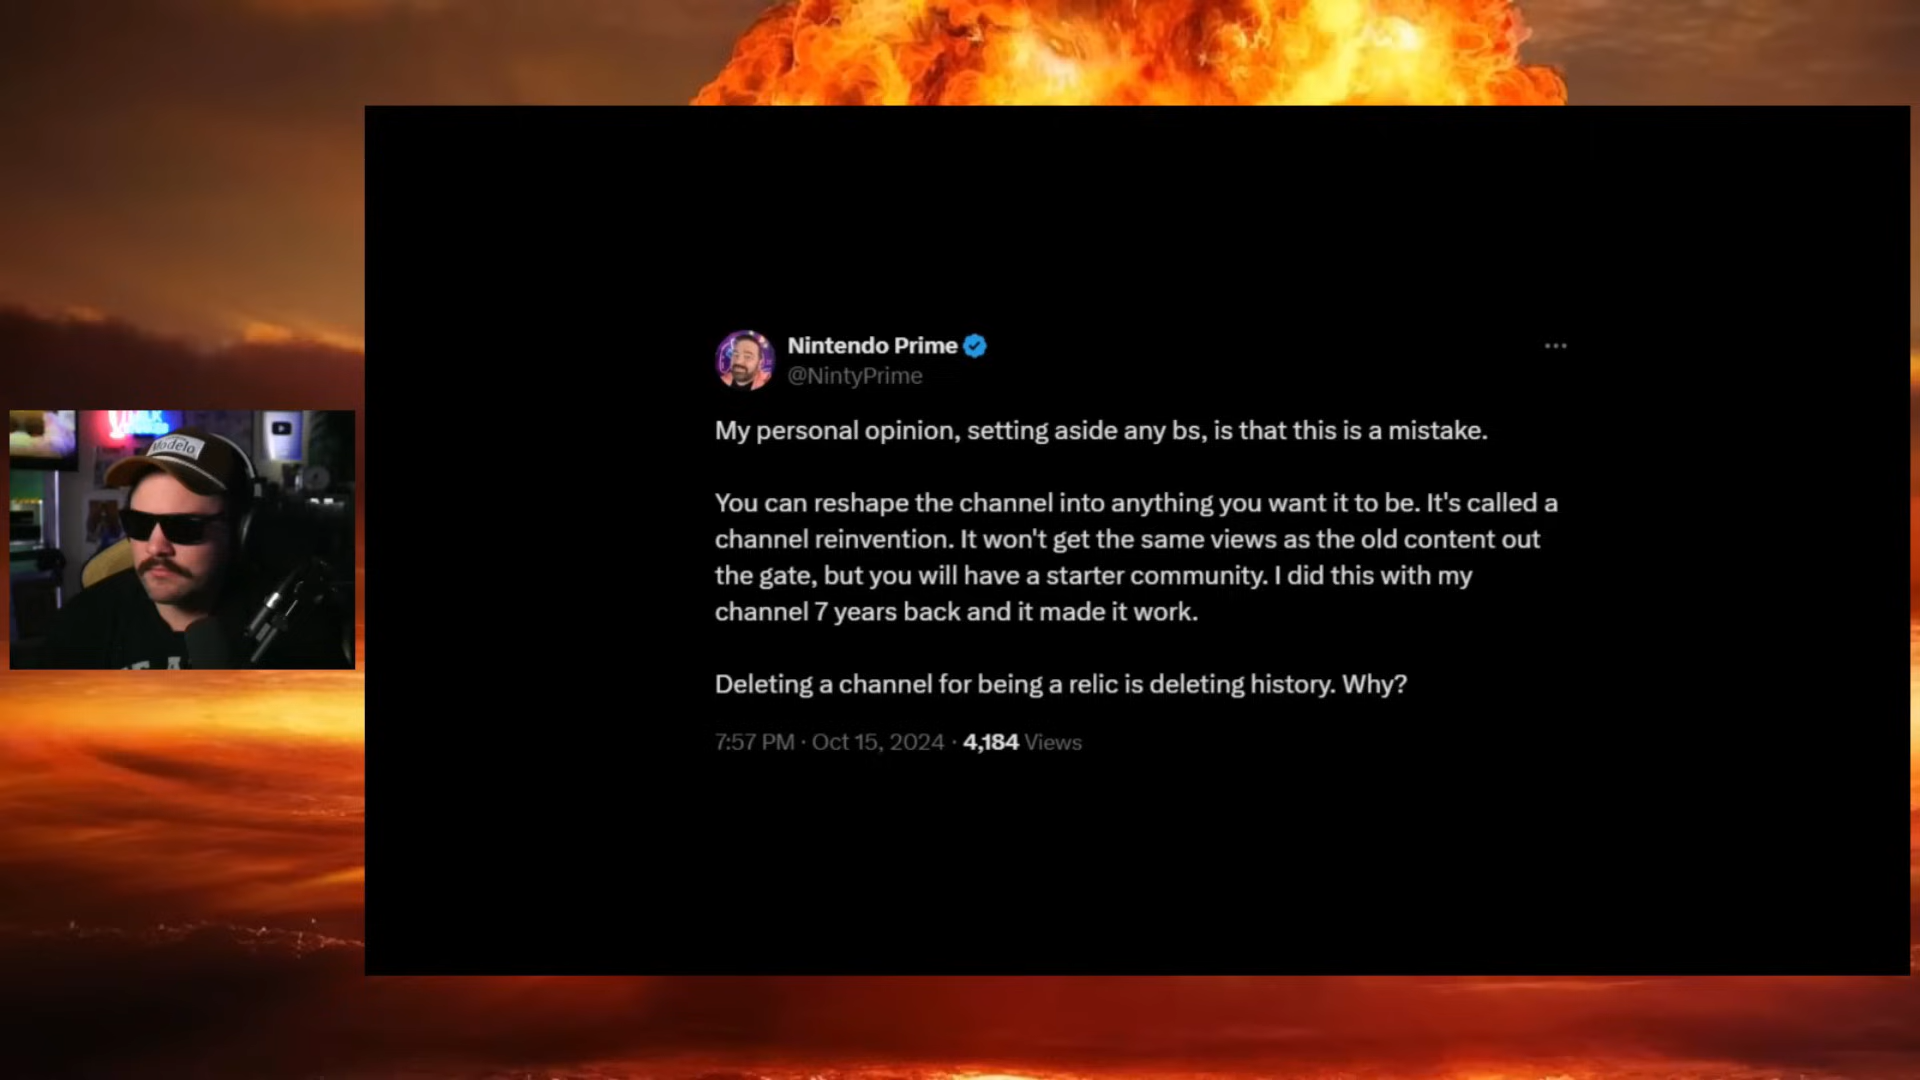 Nintendo Prime
@NintyPrime
My personal opinion, setting aside any bs, is that this is a mistake.
You can reshape the channel into anything you want it to be. It's called a
channel reinvention. It won't get the same views as the old content out
the gate, but you will have a starter community. I did this with my
channel 7 years back and it made it work.
Deleting a channel for being a relic is deleting history. Why?
7:57 PM · Oct 15, 2024 · 4,184 Views
Modelo